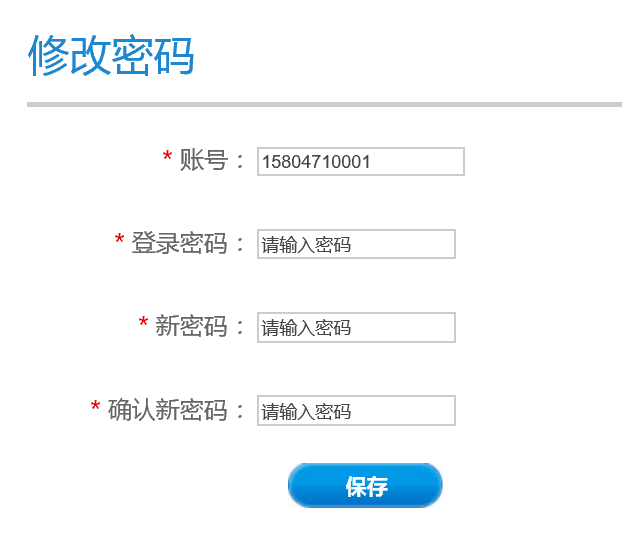 修改密码
* 账号： 15804710001
* 登录密码： 请输入密码
* 新密码： 请输入密码
* 确认新密码： 请输入密码
保存